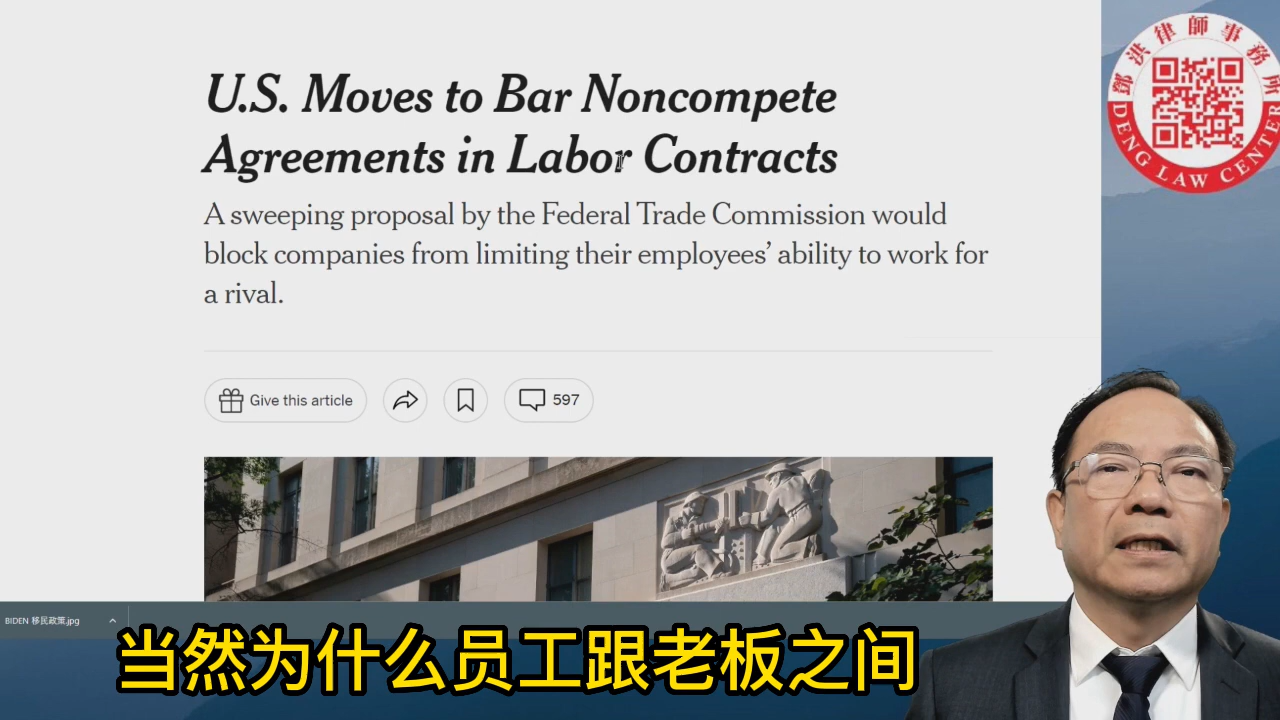 U.S. Moves to Bar Noncompete
Agreements in Labor Contracts
A sweeping proposal by the Federal Trade Commission would
block companies from limiting their employees’ ability to work for
a rival.
Give this article
597
鄧洪律師事務所
DENG LAW CENTER
BIDEN 移民政策.jpg
当然为什么员工跟老板之间